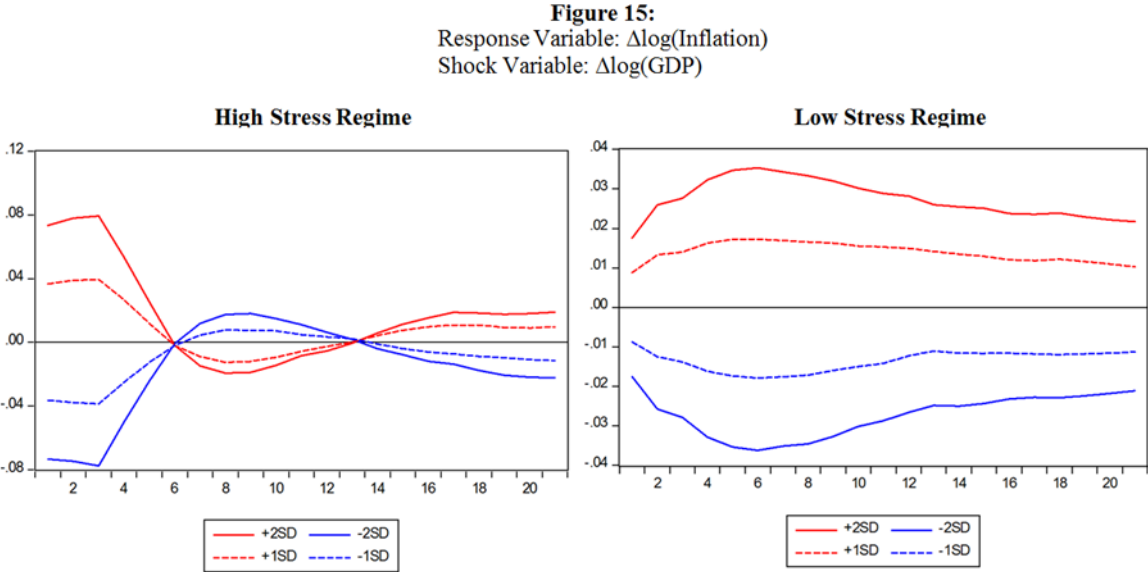 Figure 15:
Response Variable: Δlog(Inflation)
Shock Variable: Δlog(GDP)
High Stress Regime
.12
.08
.04
.00
-.04
-.08
2 4 6 8 10 12 14 16 18 20
+2SD -2SD
+1SD -1SD
Low Stress Regime
.04
.03
.02
.01
.00
-.01
-.02
-.03
-.04
2 4 6 8 10 12 14 16 18 20
+2SD -2SD
+1SD -1SD